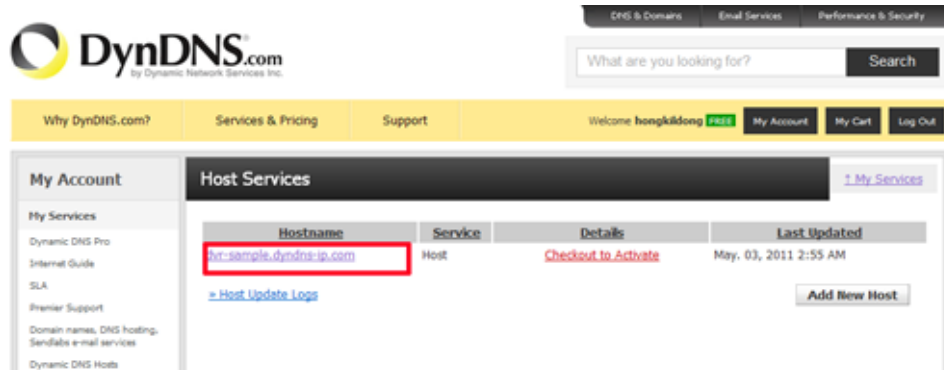 DNS & Domains Email Services Performance & Security
DynDNS.com
by Dynamic Network Services Inc.
What are you looking for? Search
Why DynDNS.com? Services & Pricing Support Welcome hongkildong FREE My Account My Cart Log Out
My Account
Host Services
↑ My Services
My Services
Hostname Service Details Last Updated
dvr-sample.dyndns-ip.com Host Checkout to Activate May. 03, 2011 2:55 AM
» Host Update Logs
Add New Host
Dynamic DNS Pro
Internet Guide
SLA
Premier Support
Domain names, DNS hosting,
Sendlabs e-mail services
Dynamic DNS Hosts